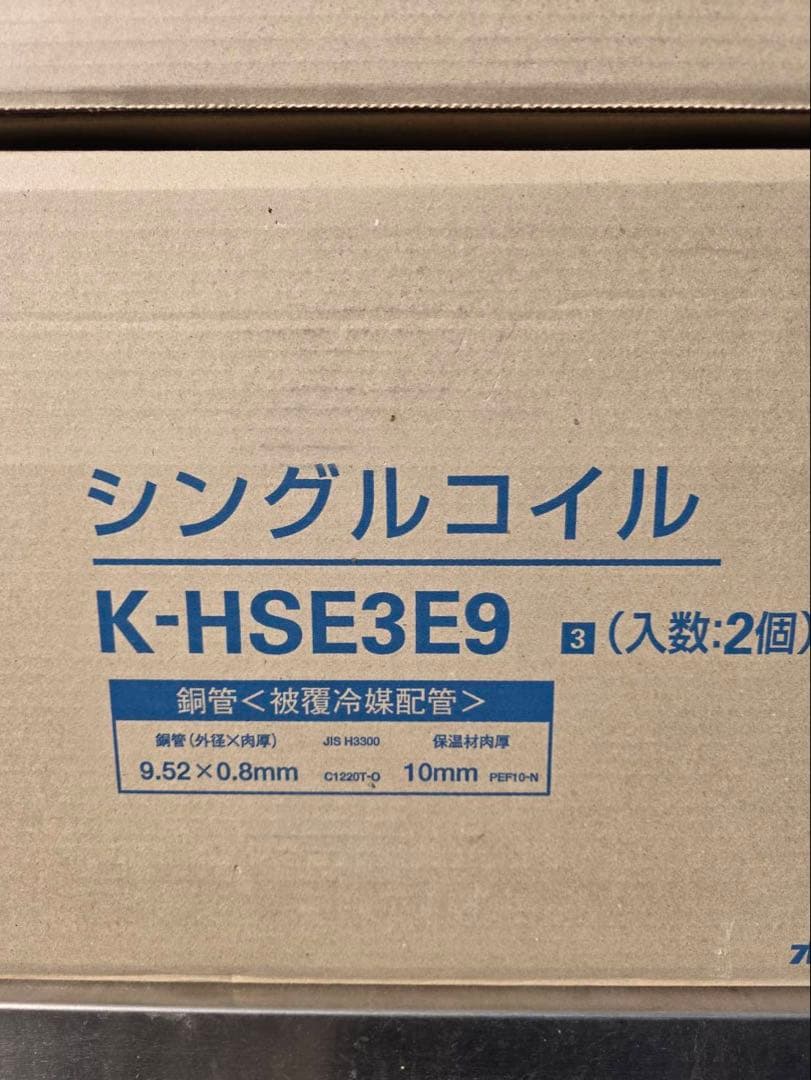 シングルコイル
K-HSE3E9 3 (入数:2個)
銅管<被覆冷媒配管>
銅管(外径×肉厚) JIS H3300 保温材肉厚
9.52×0.8mm C1220T-O 10mm PEF10-N